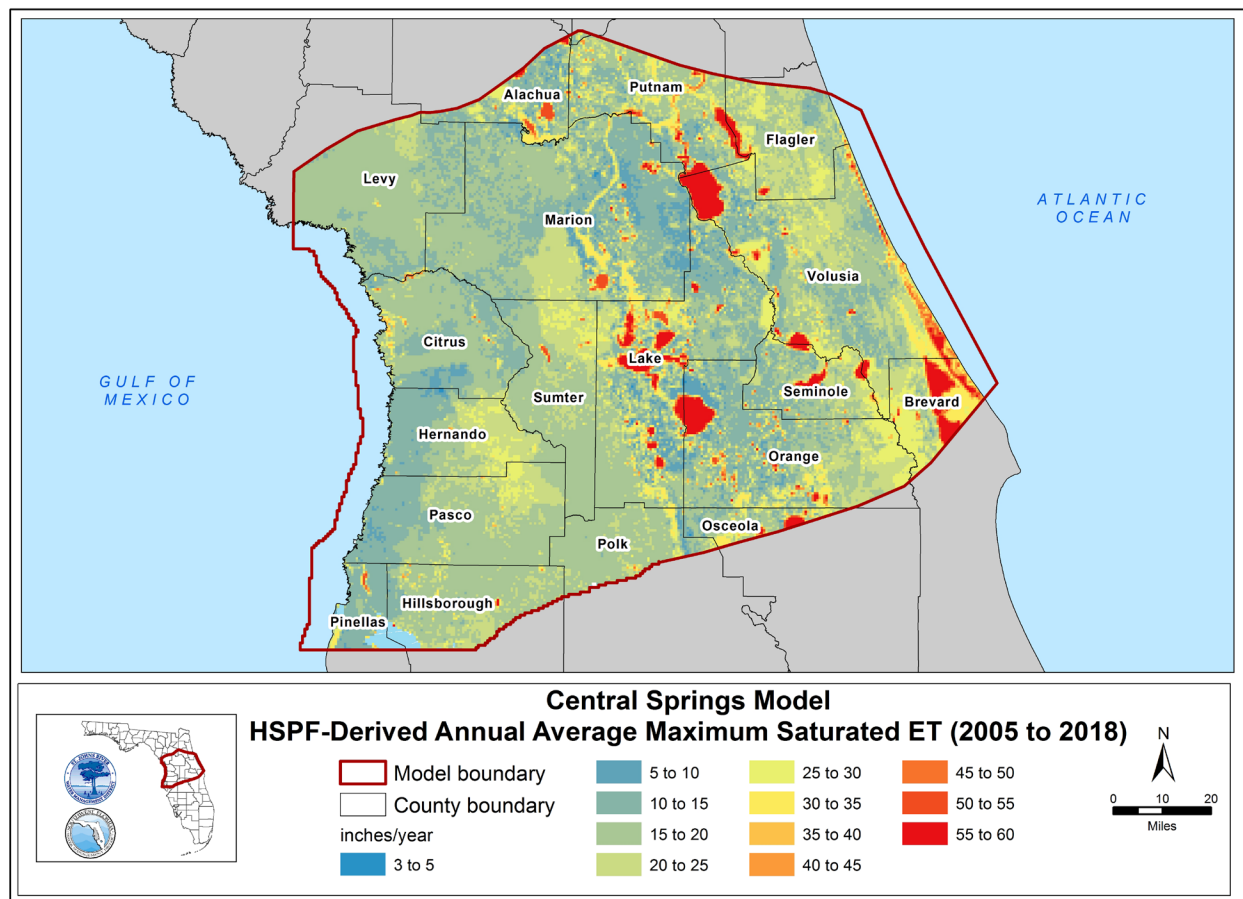 Alachua
Putnam
Flagler
Levy
Marion
ATLANTIC
OCEAN
Volusia
Citrus
Lake
GULF OF
MEXICO
Seminole
Sumter
Brevard
Hernando
Orange
Pasco
Osceola
Polk
Hillsborough
Pinellas
Central Springs Model
HSPF-Derived Annual Average Maximum Saturated ET (2005 to 2018)
Model boundary
County boundary
inches/year
3 to 5
5 to 10
10 to 15
15 to 20
20 to 25
25 to 30
30 to 35
35 to 40
40 to 45
45 to 50
50 to 55
55 to 60
N
0 10 20
Miles